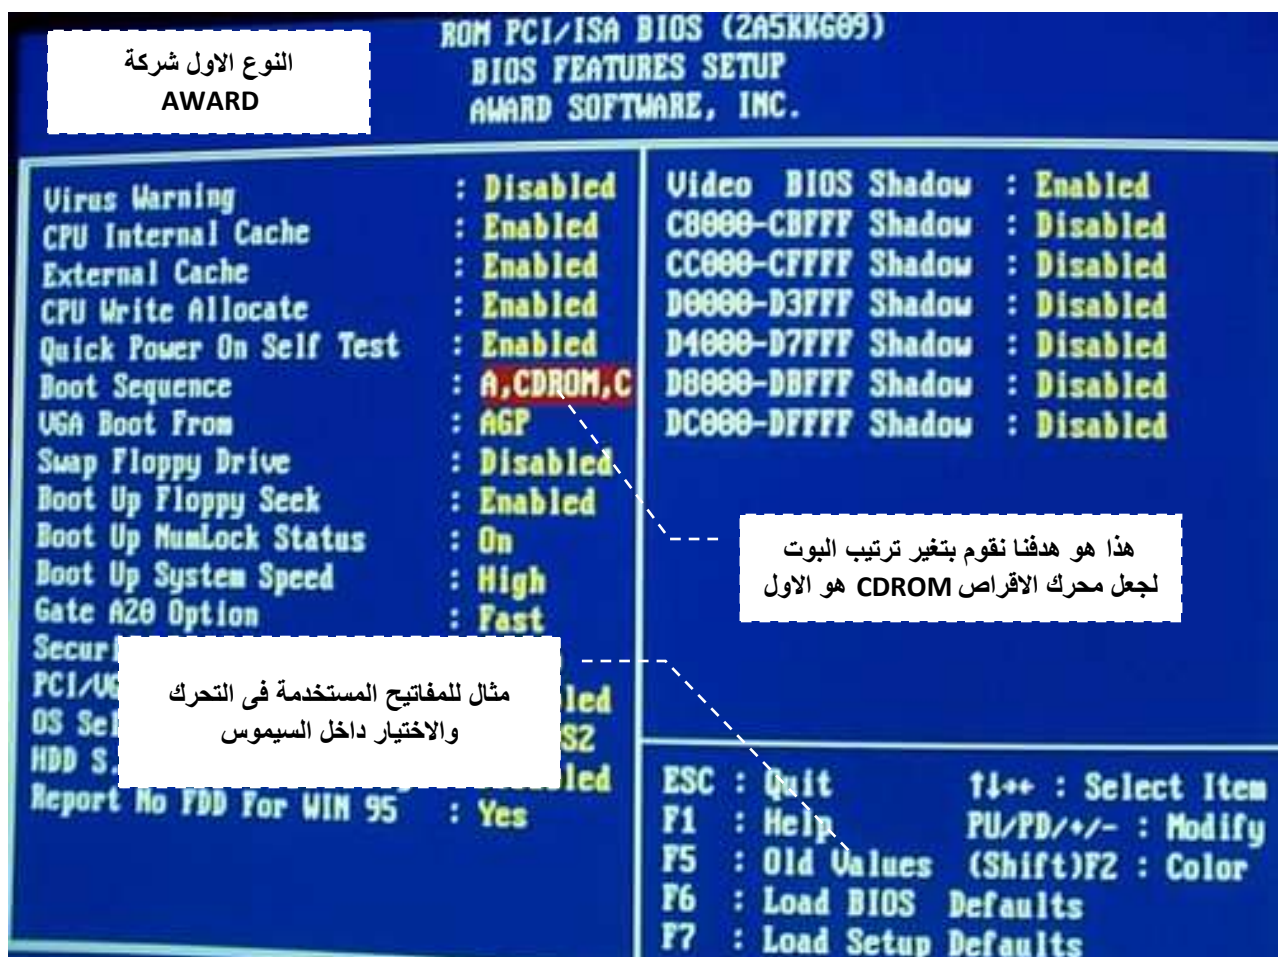 ROM PCI/ISA BIOS (2A5KKG09)
BIOS FEATURES SETUP
AWARD SOFTWARE, INC.
النوع الاول شركة
AWARD
Virus Warning : Disabled
CPU Internal Cache : Enabled
External Cache : Enabled
CPU Write Allocate : Enabled
Quick Power On Self Test : Enabled
Boot Sequence : A,CDROM,C
VGA Boot From : AGP
Swap Floppy Drive : Disabled
Boot Up Floppy Seek : Enabled
Boot Up NumLock Status : On
Boot Up System Speed : High
Gate A20 Option : Fast
Report No FDD For WIN 95 : Yes
Video BIOS Shadow : Enabled
C8000-CBFFF Shadow : Disabled
CC000-CFFFF Shadow : Disabled
D0000-D3FFF Shadow : Disabled
D4000-D7FFF Shadow : Disabled
D8000-DBFFF Shadow : Disabled
DC000-DFFFF Shadow : Disabled
هذا هو هدفنا نقوم بتغير ترتيب البوت
لجعل محرك الاقراص CDROM هو الاول
مثال للمفاتيح المستخدمة فى التحرك
والاختيار داخل السيموس
ESC : Quit ↑↓→← : Select Item
F1 : Help PU/PD/+/- : Modify
F5 : Old Values (Shift)F2 : Color
F6 : Load BIOS Defaults
F7 : Load Setup Defaults